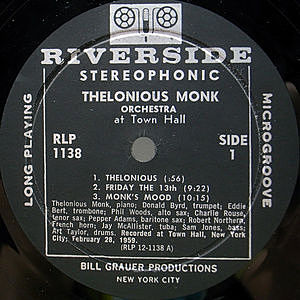 RIVERSIDE
STEREOPHONIC
THELONIOUS MONK
ORCHESTRA
at Town Hall
LONG PLAYING
MICROGROOVE
RLP
1138
SIDE
1
1. THELONIOUS (:56)
2. FRIDAY THE 13th (9:22)
3. MONK'S MOOD (10:15)
Thelonious Monk, piano; Donald Byrd, trumpet; Eddie
Bert, trombone; Phil Woods, alto sax; Charlie Rouse,
tenor sax; Pepper Adams, baritone sax; Robert Northern,
French horn; Jay McAllister, tuba; Sam Jones, bass;
Art Taylor, drums. Recorded at Town Hall, New York
City; February 28, 1959.
(RLP 12-1138 A)
BILL GRAUER PRODUCTIONS
NEW YORK CITY